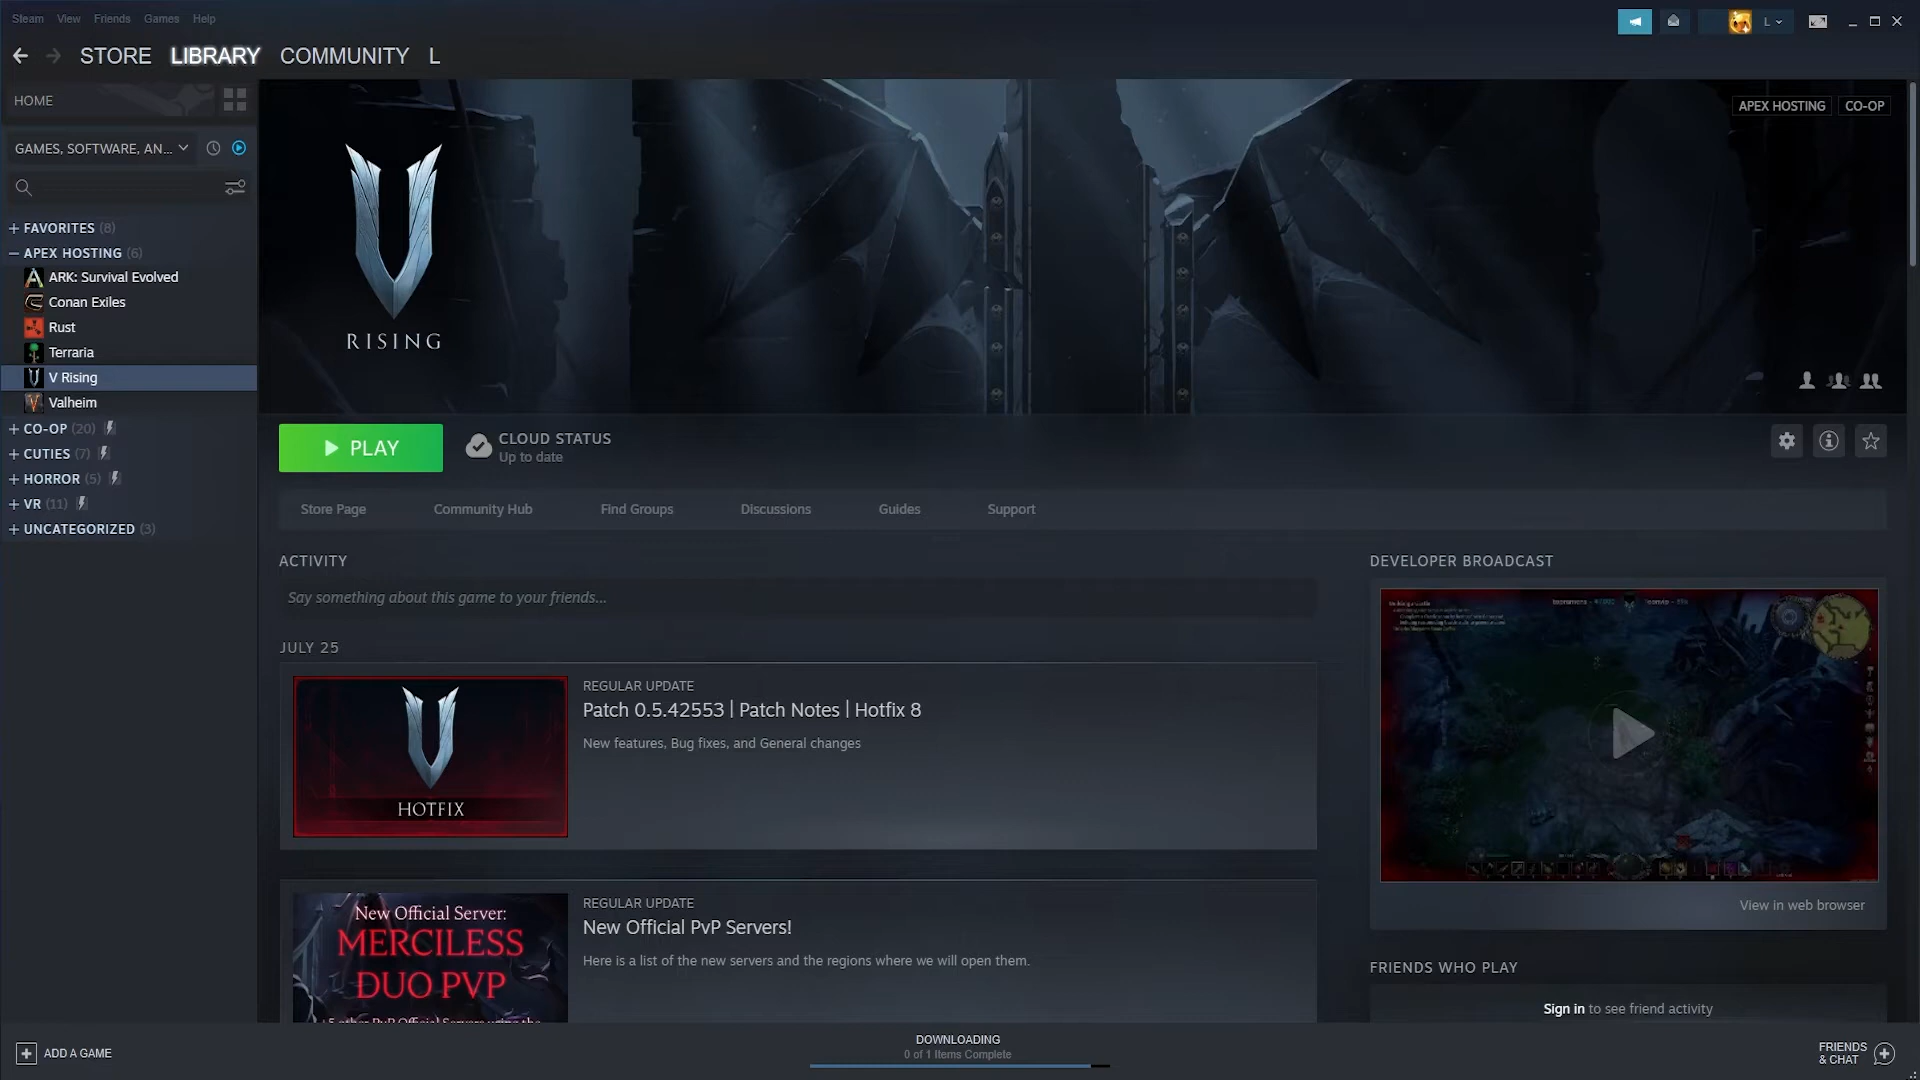 Steam View Friends Games Help
L
STORE LIBRARY COMMUNITY L
HOME
APEX HOSTING CO-OP
GAMES, SOFTWARE, AN...
RISING
FAVORITES (8)
APEX HOSTING (6)
ARK: Survival Evolved
Conan Exiles
Rust
Terraria
V Rising
Valheim
CO-OP (20)
CUTIES (7)
HORROR (5)
VR (11)
UNCATEGORIZED (3)
PLAY
CLOUD STATUS
Up to date
Store Page Community Hub Find Groups Discussions Guides Support
ACTIVITY
Say something about this game to your friends...
JULY 25
HOTFIX
REGULAR UPDATE
Patch 0.5.42553 | Patch Notes | Hotfix 8
New features, Bug fixes, and General changes
New Official Server:
MERCILESS
DUO PVP
REGULAR UPDATE
New Official PvP Servers!
Here is a list of the new servers and the regions where we will open them.
DEVELOPER BROADCAST
View in web browser
FRIENDS WHO PLAY
Sign in to see friend activity
ADD A GAME
DOWNLOADING
0 of 1 Items Complete
FRIENDS
& CHAT